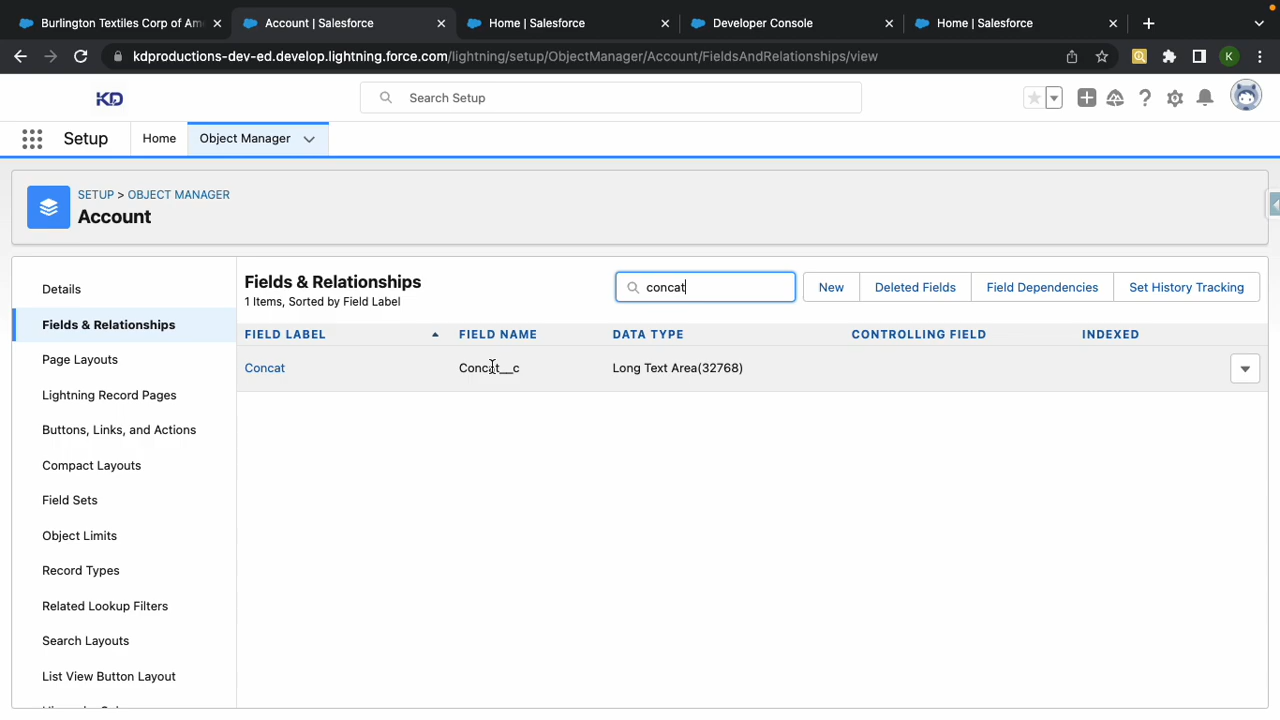 Burlington Textiles Corp of Am
Account | Salesforce
Home | Salesforce
Developer Console
Home | Salesforce
kdproductions-dev-ed.develop.lightning.force.com/lightning/setup/ObjectManager/Account/FieldsAndRelationships/view
K
KD
Search Setup
Setup
Home
Object Manager
SETUP > OBJECT MANAGER
Account
Details
Fields & Relationships
Page Layouts
Lightning Record Pages
Buttons, Links, and Actions
Compact Layouts
Field Sets
Object Limits
Record Types
Related Lookup Filters
Search Layouts
List View Button Layout
Fields & Relationships
1 Items, Sorted by Field Label
concat
New
Deleted Fields
Field Dependencies
Set History Tracking
FIELD LABEL FIELD NAME DATA TYPE CONTROLLING FIELD INDEXED
Concat Concat__c Long Text Area(32768)